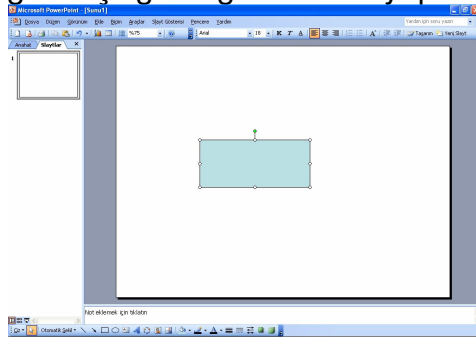 Microsoft PowerPoint - [Sunu1]
Dosya Düzen Görünüm Ekle Biçim Araçlar Slayt Gösterisi Pencere Yardım
Yardım için soru yazın
%75 Arial 18 K T A Tasarım Yeni Slayt
Anahat Slaytlar
1
Not eklemek için tıklatın
Otomatik Şekil